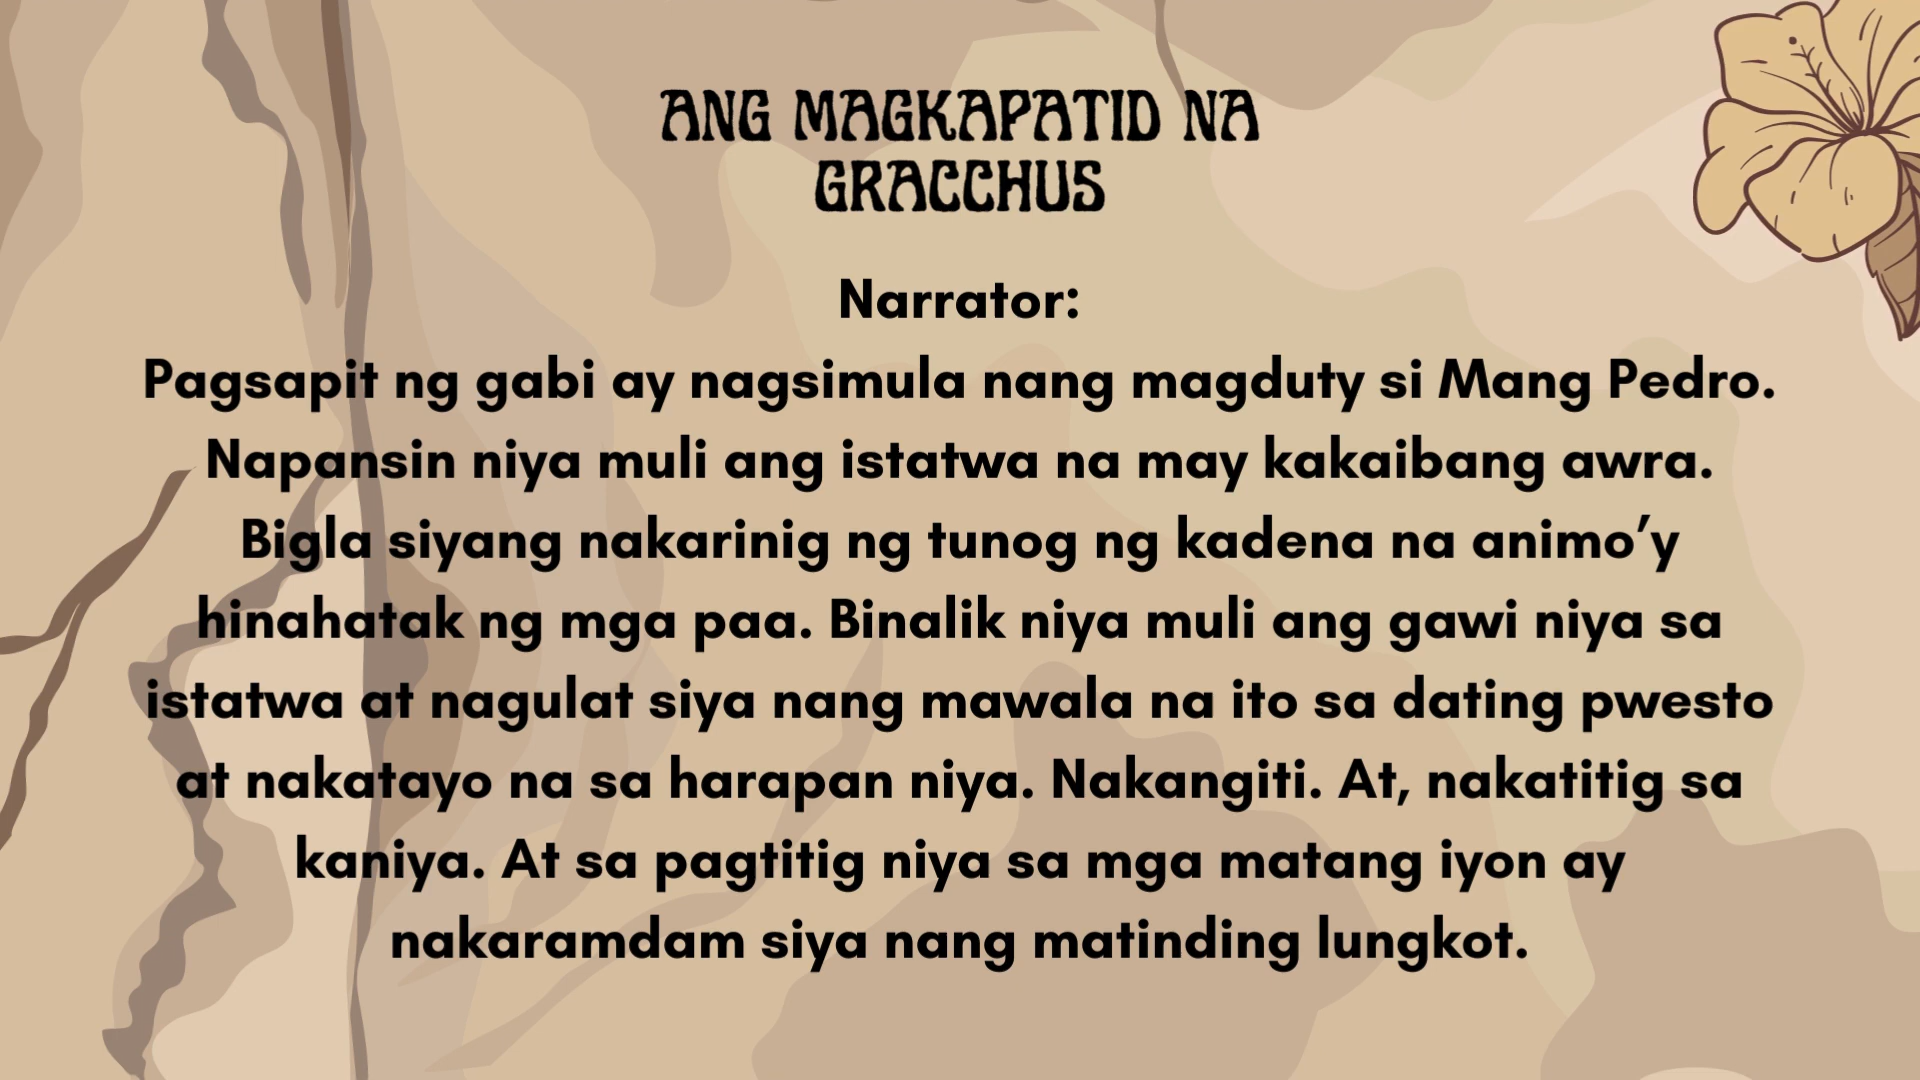 ANG MAGKAPATID NA
GRACCHUS
Narrator:
Pagsapit ng gabi ay nagsimula nang magduty si Mang Pedro.
Napansin niya muli ang istatwa na may kakaibang awra.
Bigla siyang nakarinig ng tunog ng kadena na animo’y
hinahatak ng mga paa. Binalik niya muli ang gawi niya sa
istatwa at nagulat siya nang mawala na ito sa dating pwesto
at nakatayo na sa harapan niya. Nakangiti. At, nakatitig sa
kaniya. At sa pagtitig niya sa mga matang iyon ay
nakaramdam siya nang matinding lungkot.